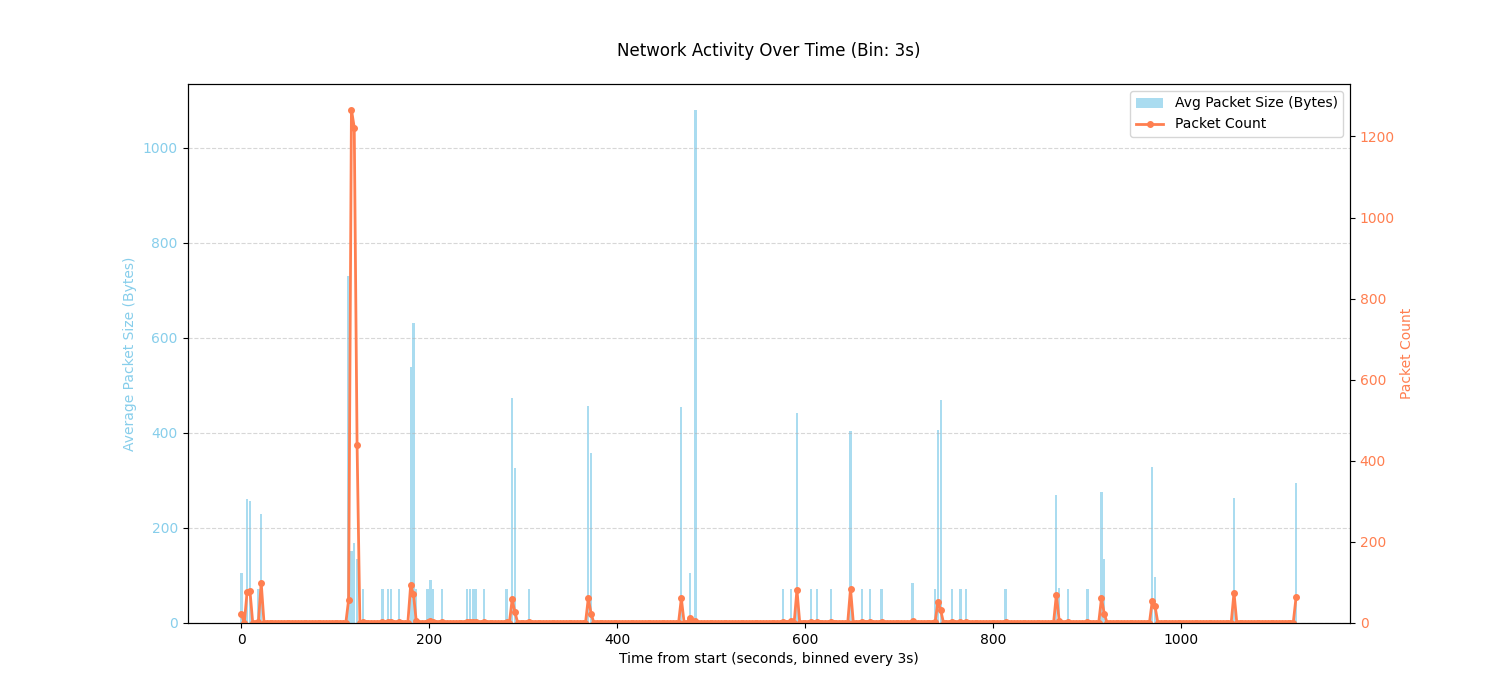 Network Activity Over Time (Bin: 3s)
Avg Packet Size (Bytes)
Packet Count
Average Packet Size (Bytes)
1000
800
600
400
200
0
1200
1000
800
600
400
200
0
Packet Count
0 200 400 600 800 1000
Time from start (seconds, binned every 3s)